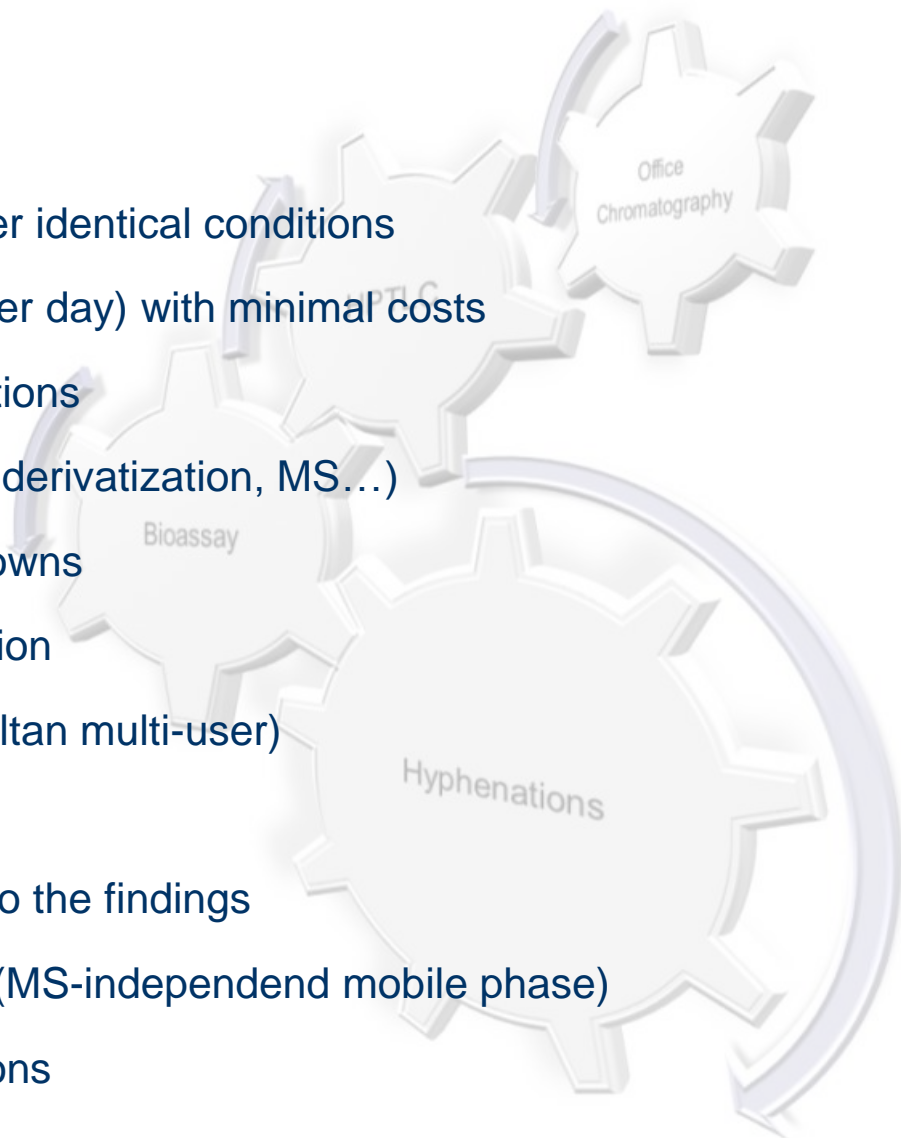 Office
Chromatography
er identical conditions
HPTLC
er day) with minimal costs
tions
derivatization, MS…)
Bioassay
owns
ion
ltan multi-user)
Hyphenations
o the findings
(MS-independend mobile phase)
ons